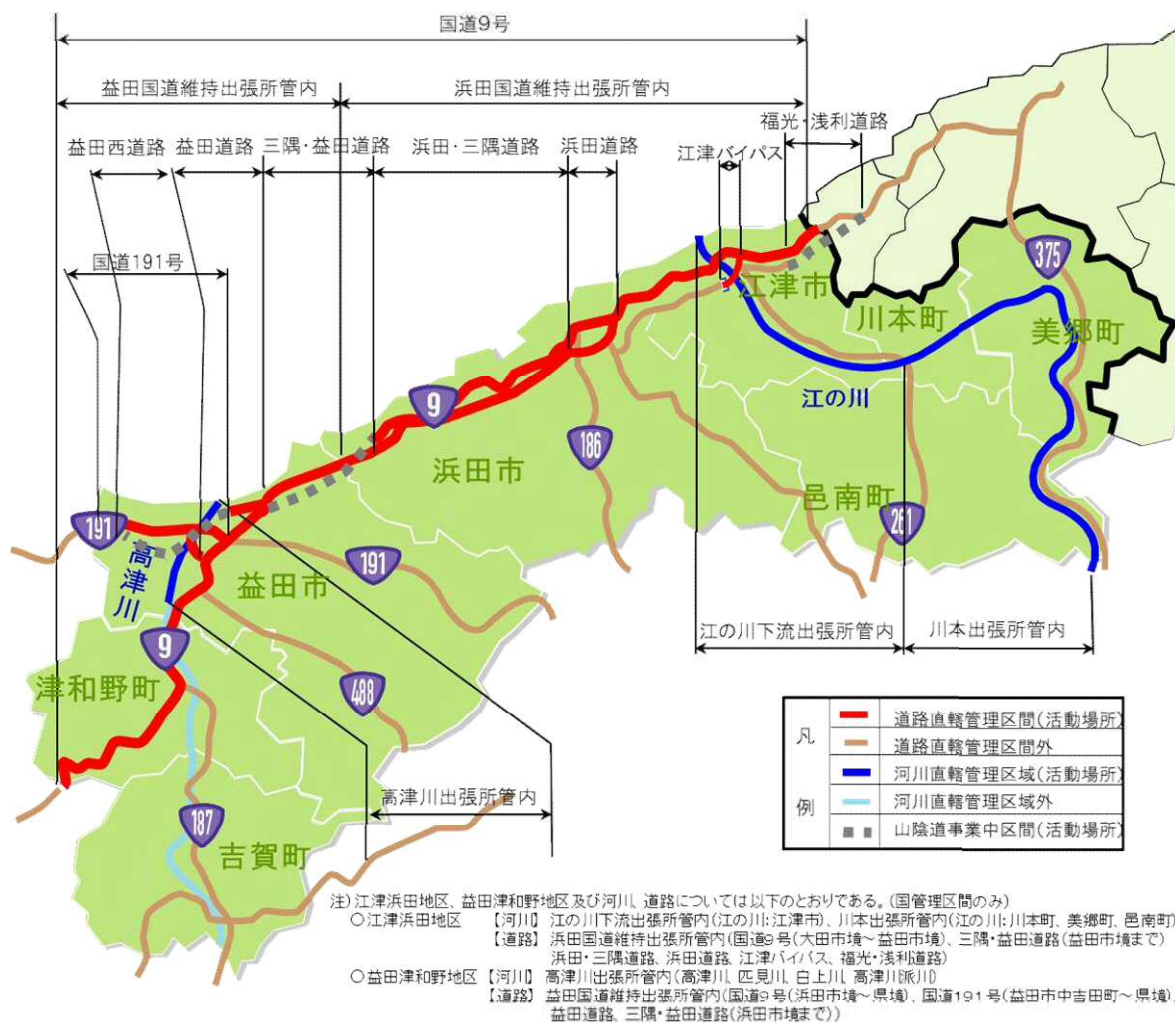 国道9号
益田国道維持出張所管内
浜田国道維持出張所管内
福光・浅利道路
益田西道路
益田道路
三隅・益田道路
浜田・三隅道路
浜田道路
江津バイパス
国道191号
375
江津市
川本町
美郷町
9
江の川
浜田市
186
邑南町
261
191
高津川
191
益田市
江の川下流出張所管内
川本出張所管内
9
津和野町
488
高津川出張所管内
187
吉賀町
凡例
道路直轄管理区間(活動場所)
道路直轄管理区間外
河川直轄管理区域(活動場所)
河川直轄管理区域外
山陰道事業中区間(活動場所)
注)江津浜田地区、益田津和野地区及び河川、道路については以下のとおりである。(国管理区間のみ)
○江津浜田地区 【河川】 江の川下流出張所管内(江の川:江津市)、川本出張所管内(江の川:川本町、美郷町、邑南町)
【道路】 浜田国道維持出張所管内(国道9号(大田市境~益田市境)、三隅・益田道路(益田市境まで)
浜田・三隅道路、浜田道路、江津バイパス、福光・浅利道路)
○益田津和野地区 【河川】 高津川出張所管内(高津川、匹見川、白上川、高津川派川)
【道路】 益田国道維持出張所管内(国道9号(浜田市境~県境)、国道191号(益田市中吉田町~県境)、
益田道路、三隅・益田道路(浜田市境まで))